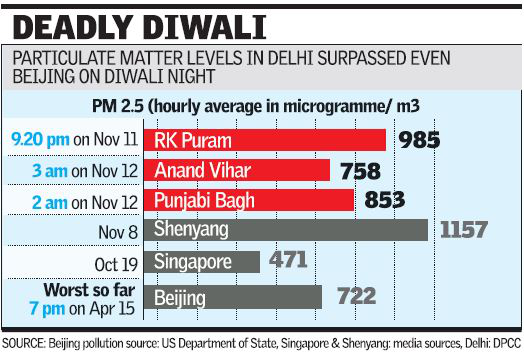 DEADLY DIWALI
PARTICULATE MATTER LEVELS IN DELHI SURPASSED EVEN
BEIJING ON DIWALI NIGHT
PM 2.5 (hourly average in microgramme/ m3
9.20 pm on Nov 11 RK Puram 985
3 am on Nov 12 Anand Vihar 758
2 am on Nov 12 Punjabi Bagh 853
Nov 8 Shenyang 1157
Oct 19 Singapore 471
Worst so far
7 pm on Apr 15 Beijing 722
SOURCE: Beijing pollution source: US Department of State, Singapore & Shenyang: media sources, Delhi: DPCC